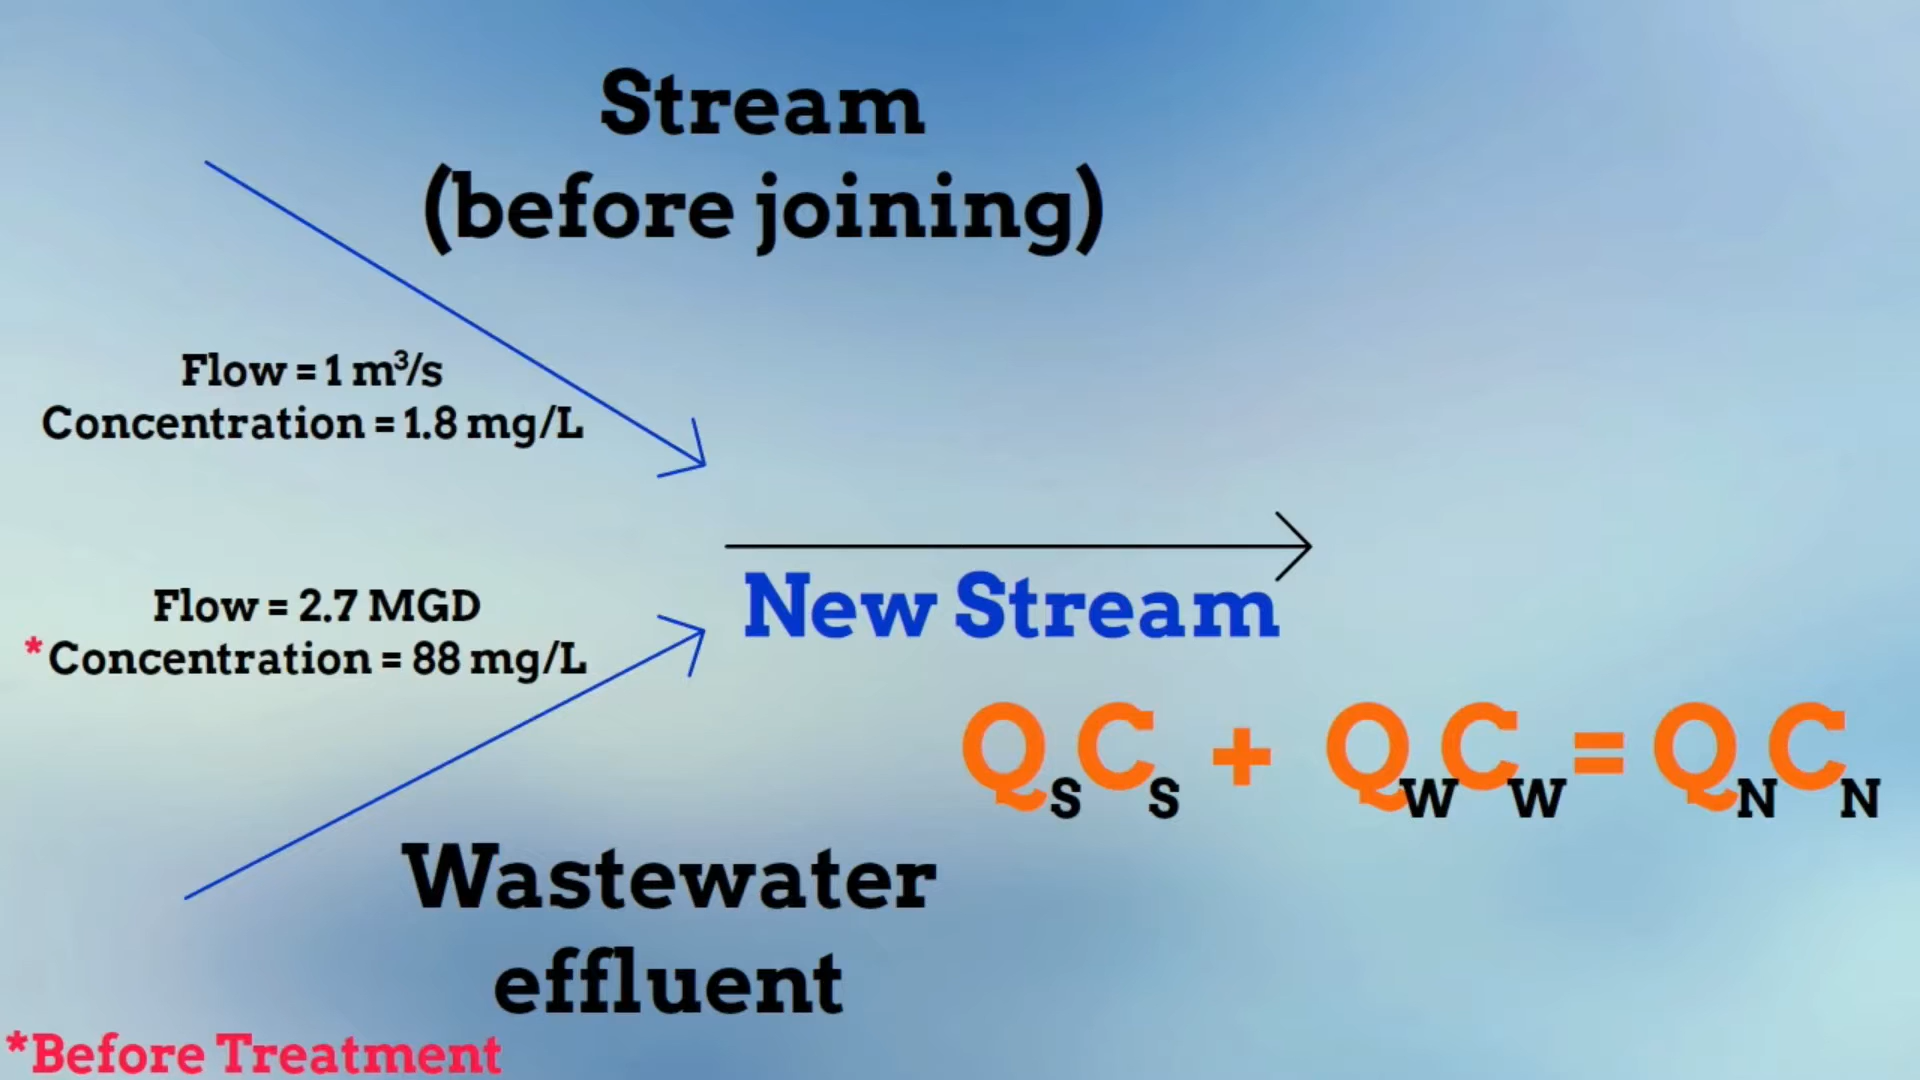 Stream
(before joining)
Flow = 1 m³/s
Concentration = 1.8 mg/L
Flow = 2.7 MGD
*Concentration = 88 mg/L
New Stream
QSCS + QWCW = QNCN
Wastewater
effluent
*Before Treatment